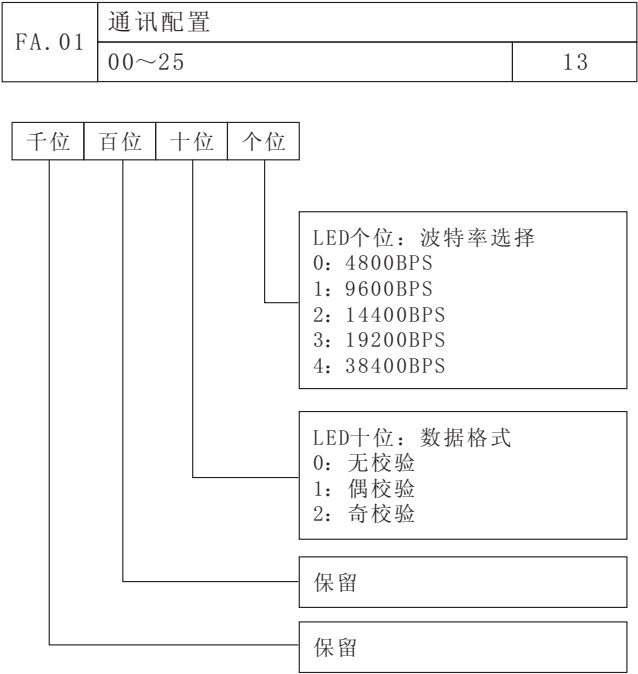 FA.01
通讯配置
00～25
13
千位 百位 十位 个位
LED个位：波特率选择
0：4800BPS
1：9600BPS
2：14400BPS
3：19200BPS
4：38400BPS
LED十位：数据格式
0：无校验
1：偶校验
2：奇校验
保留
保留